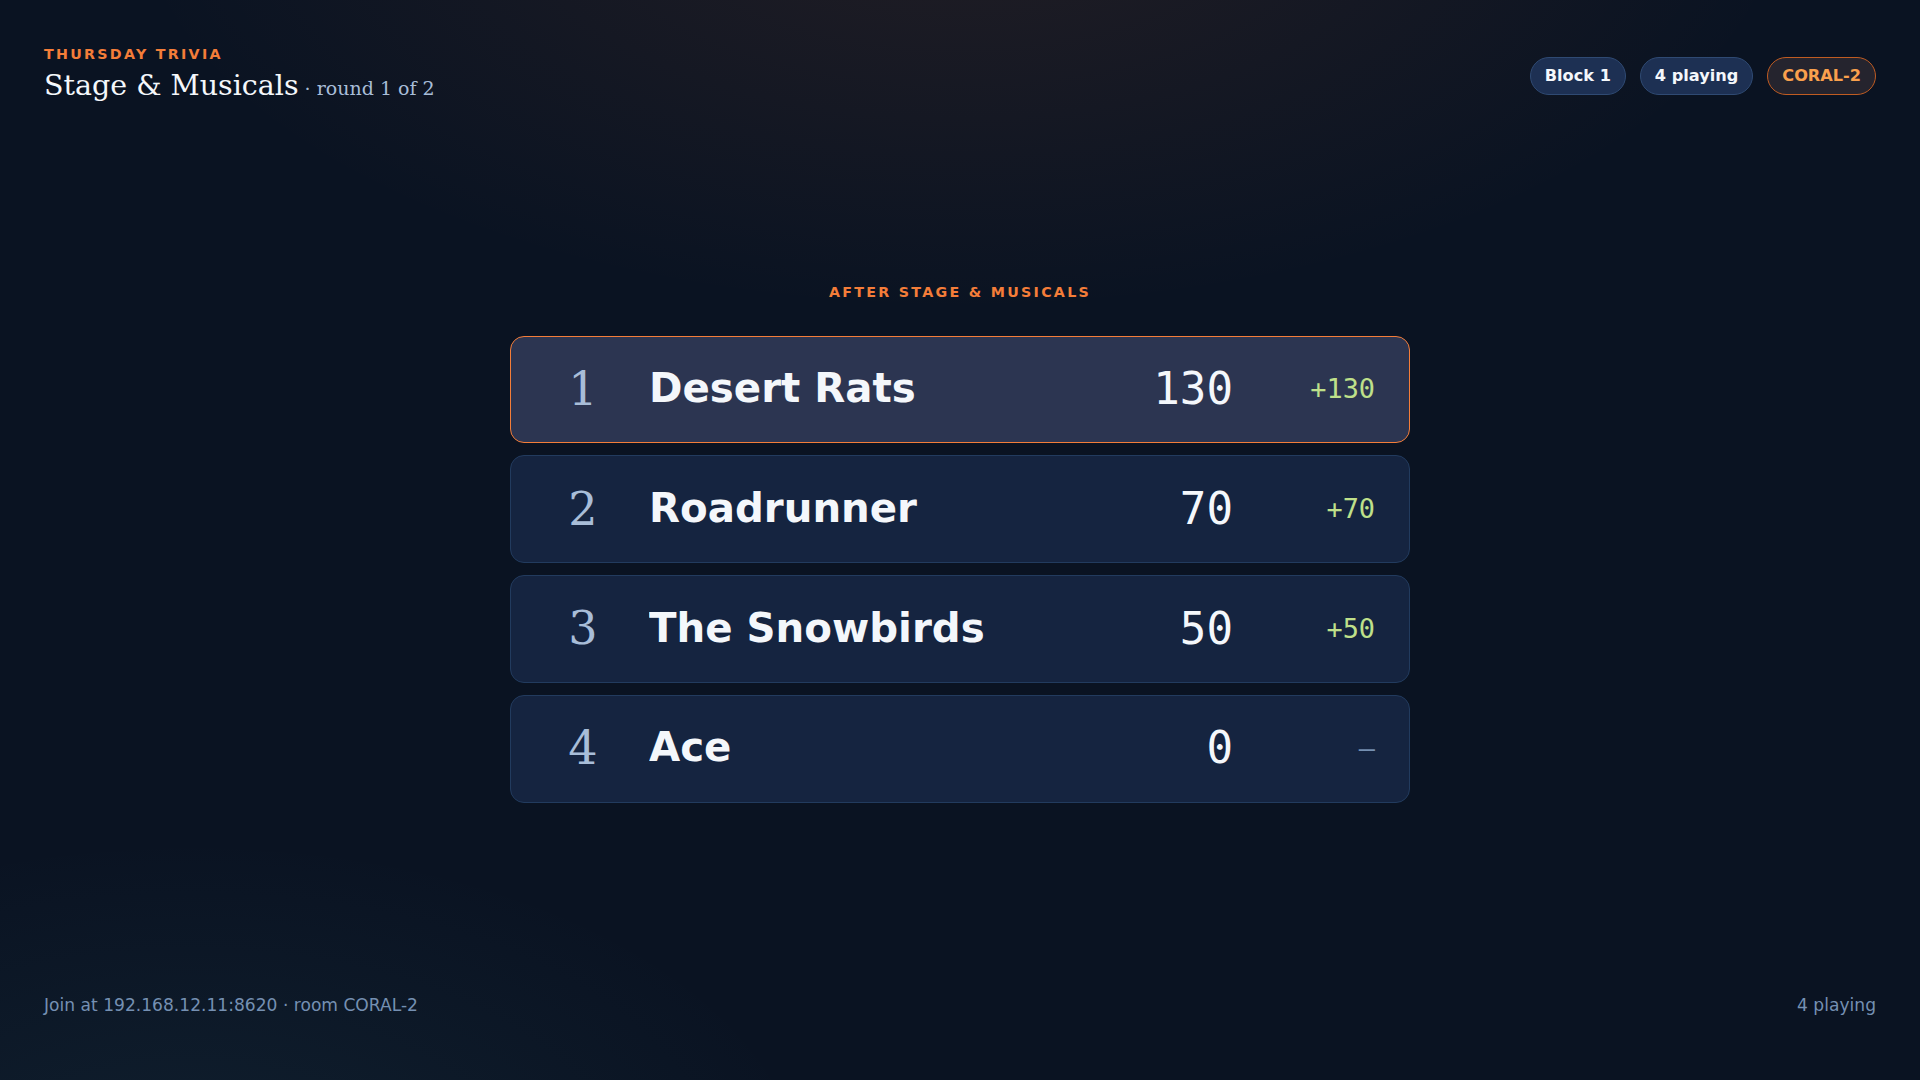 THURSDAY TRIVIA
Stage & Musicals · round 1 of 2
Block 1
4 playing
CORAL-2
AFTER STAGE & MUSICALS
1 Desert Rats 130 +130
2 Roadrunner 70 +70
3 The Snowbirds 50 +50
4 Ace 0 —
Join at 192.168.12.11:8620 · room CORAL-2
4 playing